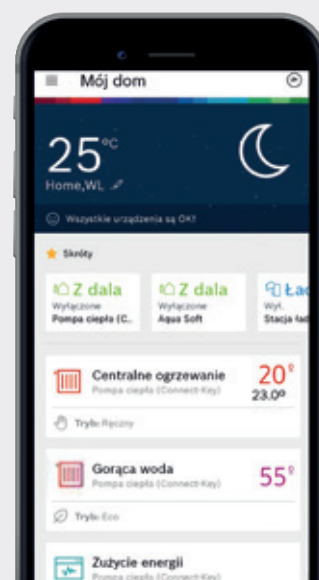 Mój dom
25°C
Home,WL
Wszystkie urządzenia są OK!
Skróty
Z dala
Wyłączone
Pompa ciepła (C..
Z dala
Wyłączone
Aqua Soft
Ład
Wył.
Stacja ład
Centralne ogrzewanie
20°
Pompa ciepła (Connect-Key)
23.0°
Tryb: Ręczny
Gorąca woda
55°
Pompa ciepła (Connect-Key)
Tryb: Eco
Zużycie energii
Pompa ciepła (Connect-Key)